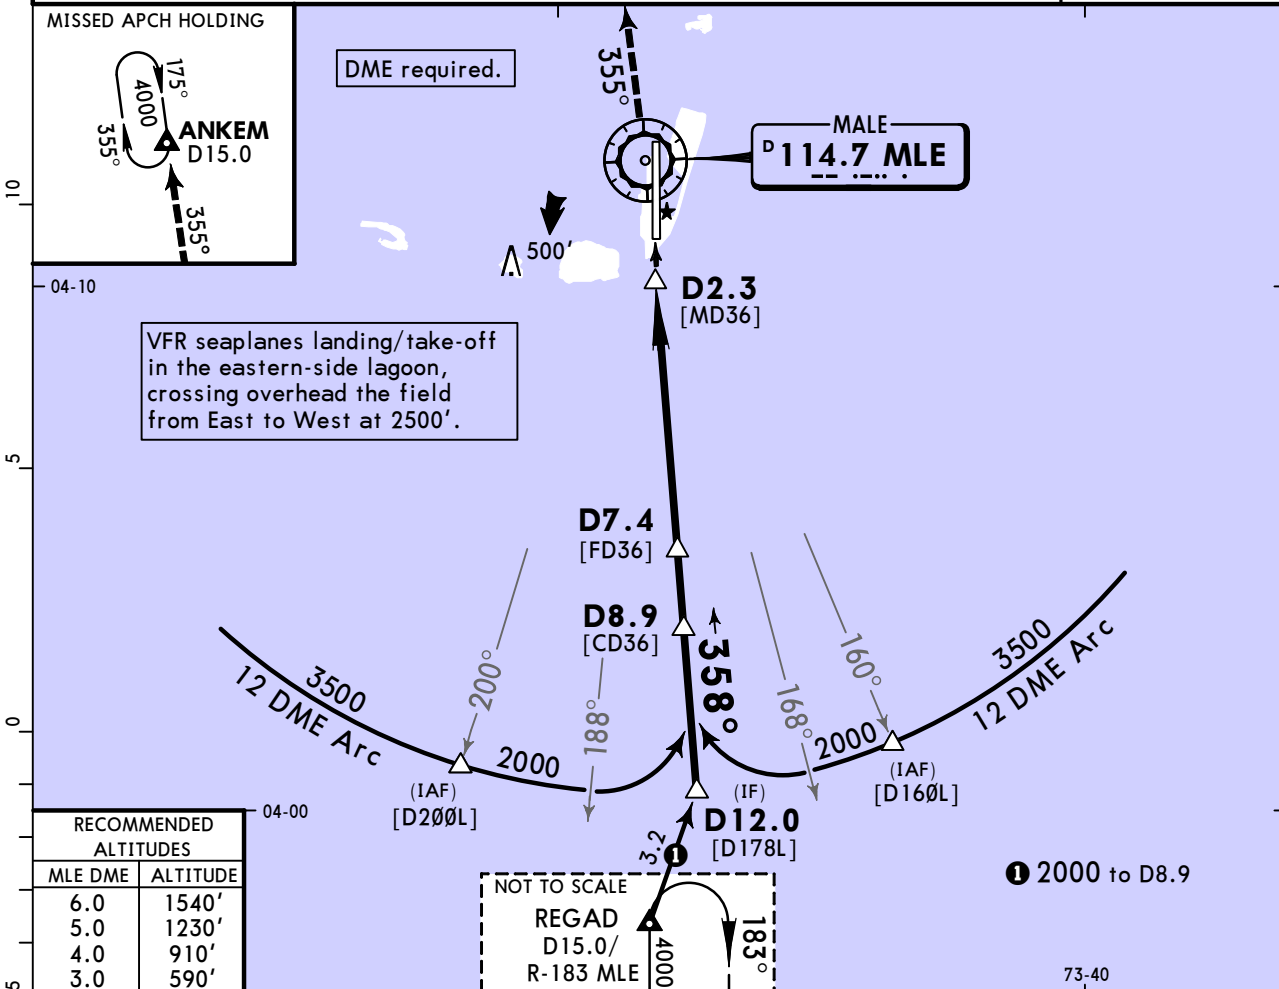 MISSED APCH HOLDING
175°
4000
355°
ANKEM
D15.0
355°
DME required.
355°
MALE
D 114.7 MLE
10
500'
04-10
D2.3
[MD36]
VFR seaplanes landing/take-off
in the eastern-side lagoon,
crossing overhead the field
from East to West at 2500'.
5
D7.4
[FD36]
D8.9
[CD36]
358°
200°
188°
168°
160°
3500
12 DME Arc
3500
12 DME Arc
0
2000
2000
(IAF)
[D2ØØL]
(IAF)
[D16ØL]
(IF)
D12.0
[D178L]
04-00
3.2
1
1 2000 to D8.9
RECOMMENDED
ALTITUDES
MLE DME ALTITUDE
6.0 1540'
5.0 1230'
4.0 910'
3.0 590'
NOT TO SCALE
REGAD
D15.0/
R-183 MLE
4000
183°
73-40